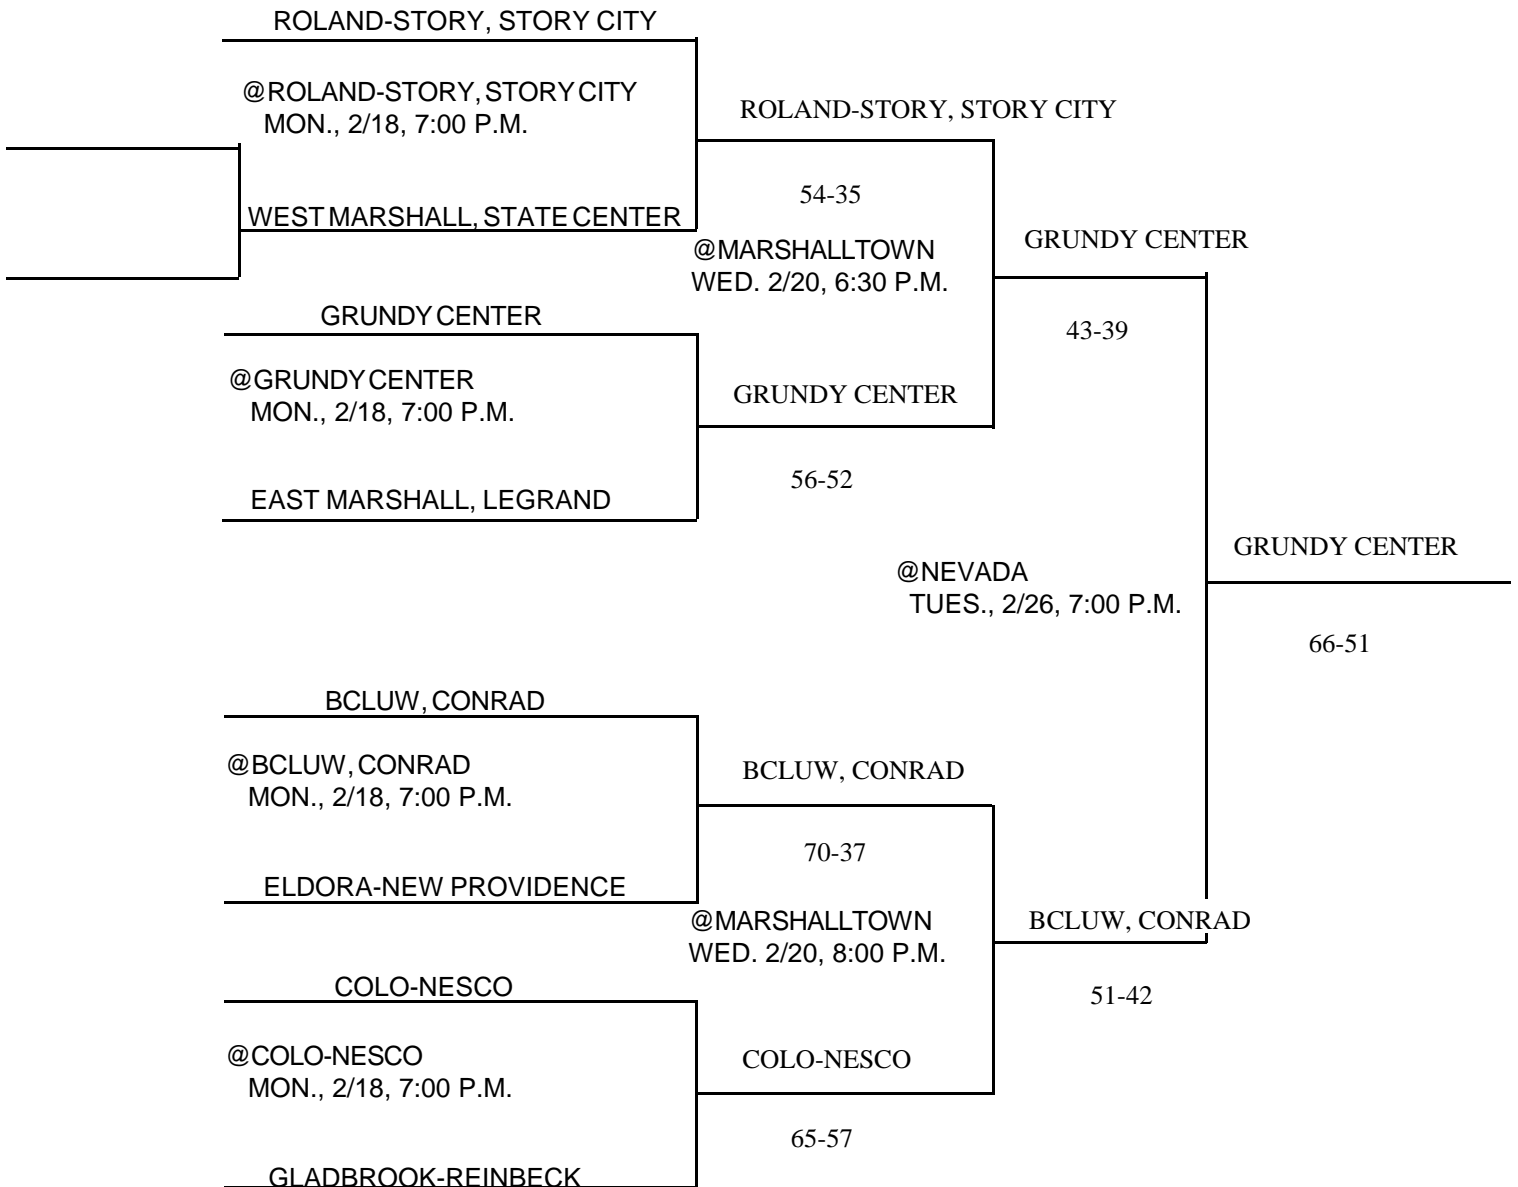 ROLAND-STORY, STORY CITY
@ROLAND-STORY, STORY CITY
MON., 2/18, 7:00 P.M.
ROLAND-STORY, STORY CITY
54-35
WEST MARSHALL, STATE CENTER
@MARSHALLTOWN
WED. 2/20, 6:30 P.M.
GRUNDY CENTER
43-39
GRUNDY CENTER
@GRUNDY CENTER
MON., 2/18, 7:00 P.M.
GRUNDY CENTER
56-52
EAST MARSHALL, LEGRAND
@NEVADA
TUES., 2/26, 7:00 P.M.
GRUNDY CENTER
66-51
BCLUW, CONRAD
@BCLUW, CONRAD
MON., 2/18, 7:00 P.M.
BCLUW, CONRAD
70-37
ELDORA-NEW PROVIDENCE
@MARSHALLTOWN
WED. 2/20, 8:00 P.M.
BCLUW, CONRAD
51-42
COLO-NESCO
@COLO-NESCO
MON., 2/18, 7:00 P.M.
COLO-NESCO
65-57
GLADBROOK-REINBECK